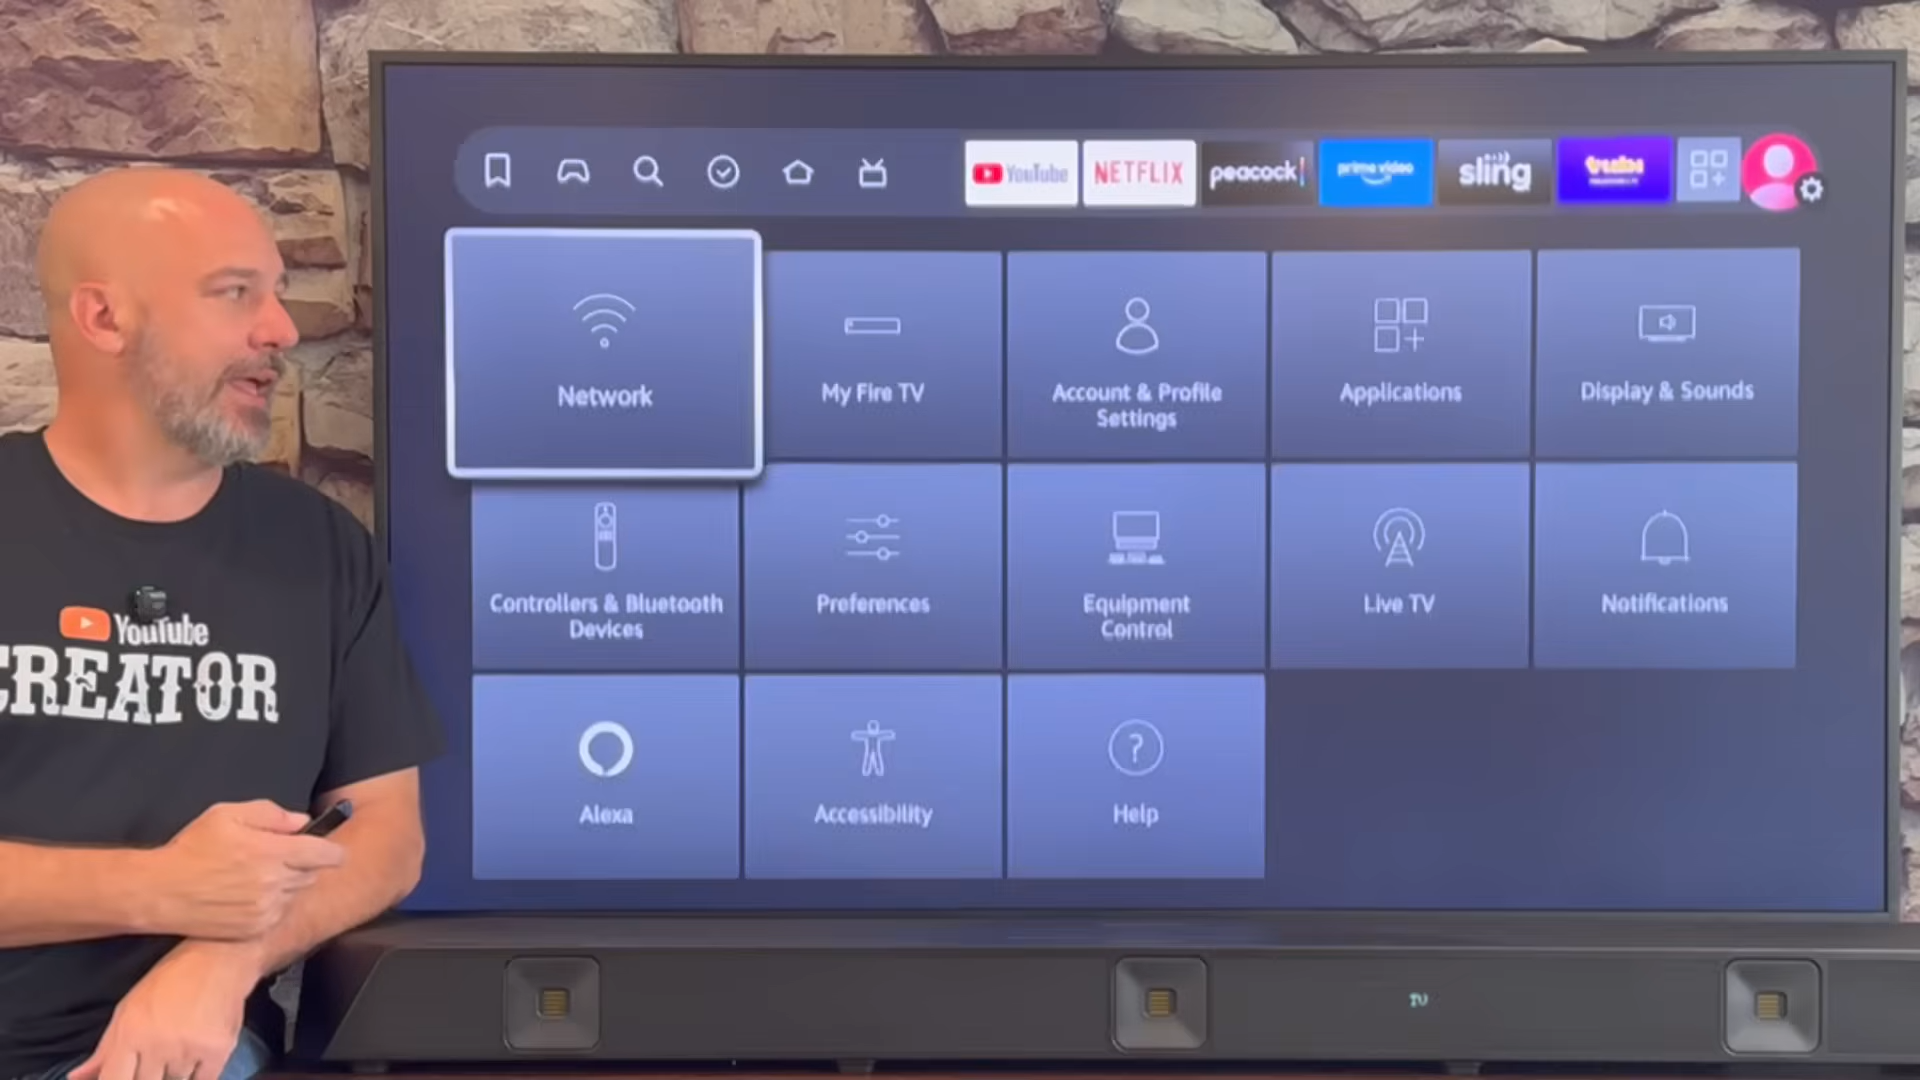 YouTube
NETFLIX
peacock
prime video
sling
Network
My Fire TV
Account & Profile
Settings
Applications
Display & Sounds
Controllers & Bluetooth
Devices
Preferences
Equipment
Control
Live TV
Notifications
Alexa
Accessibility
Help
YouTube
CREATOR
TV